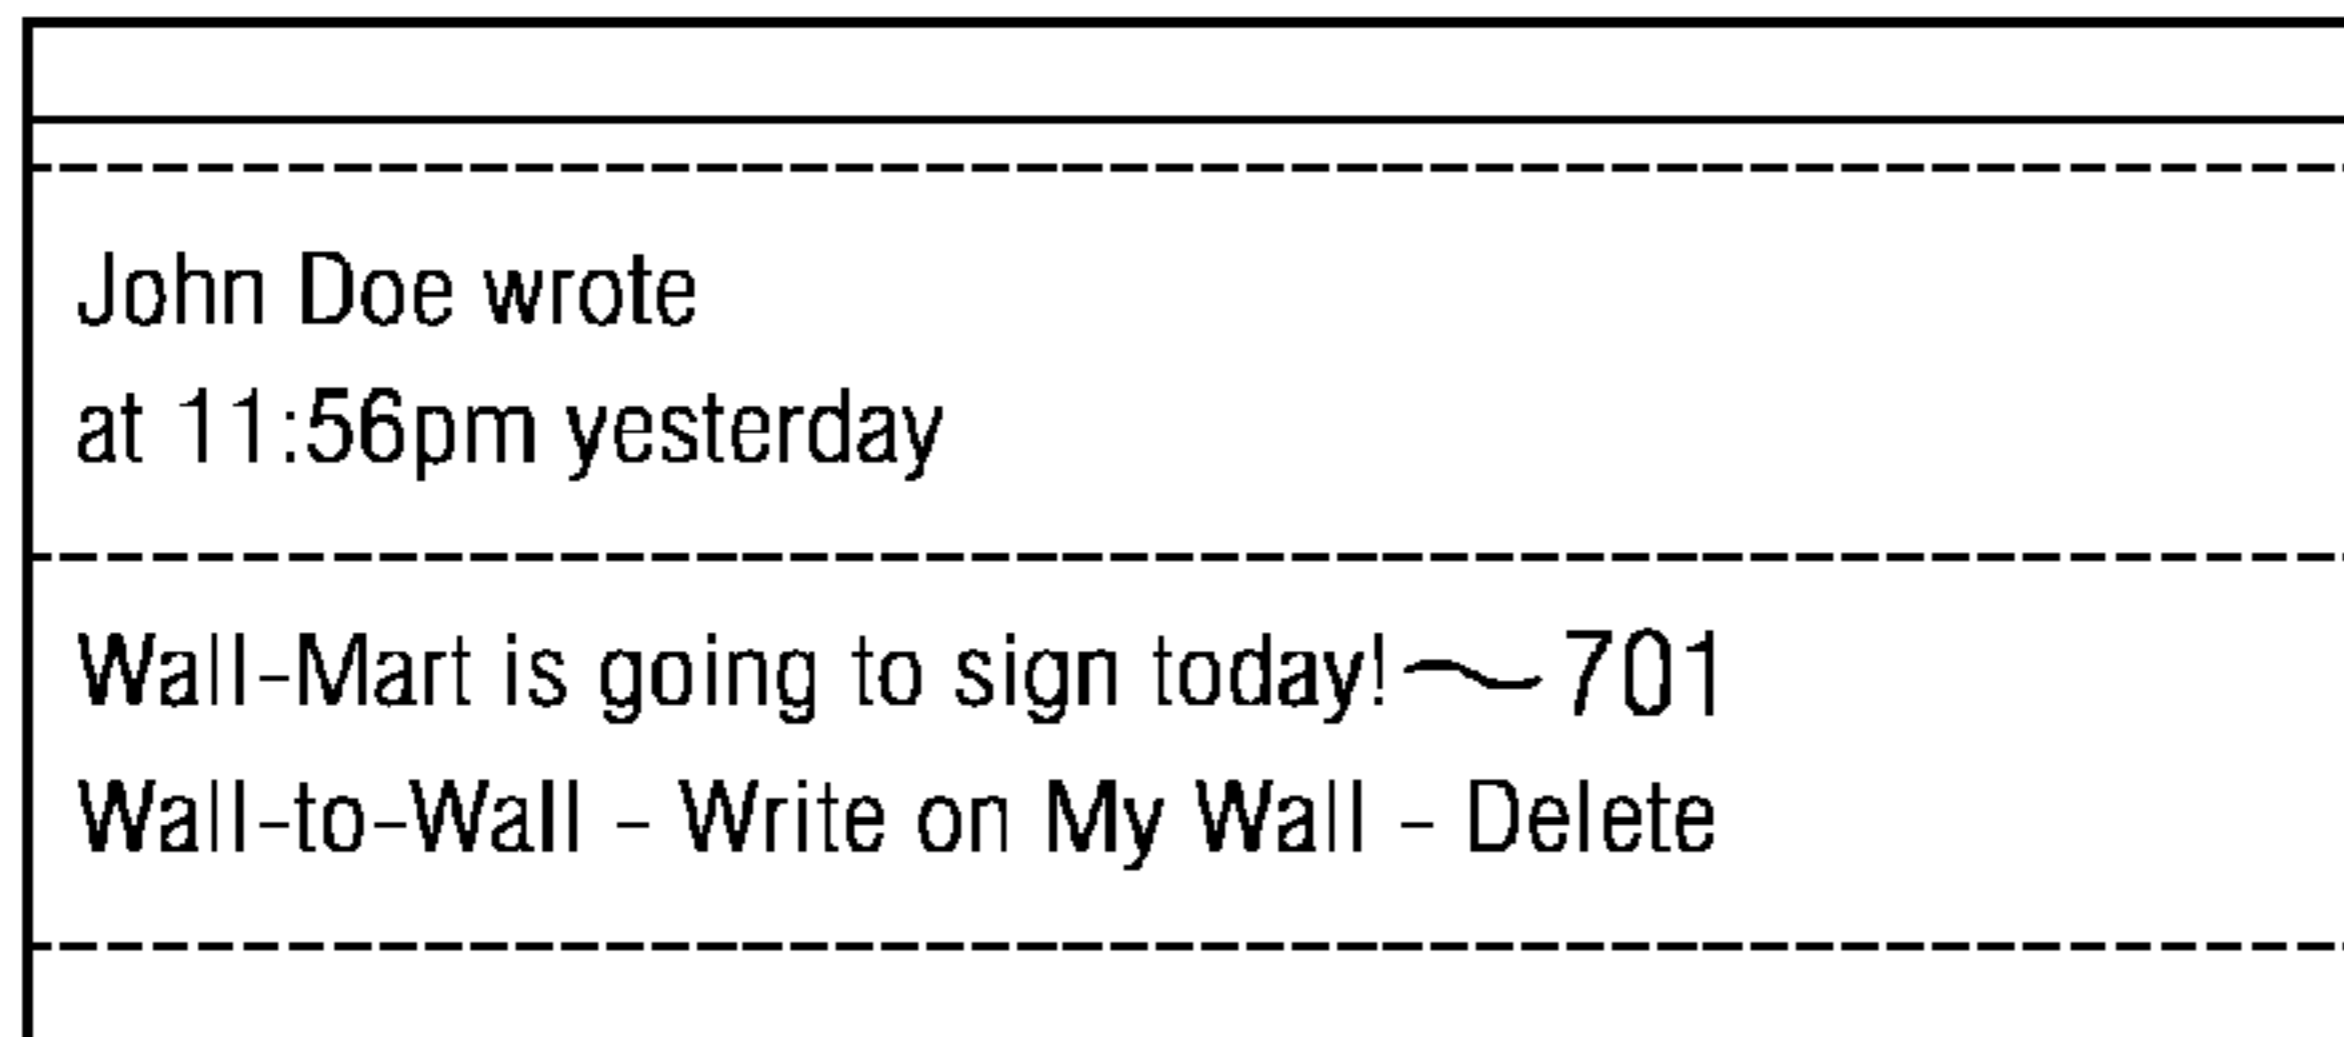 John Doe wrote
at 11:56pm yesterday
Wall-Mart is going to sign today! 701
Wall-to-Wall - Write on My Wall - Delete